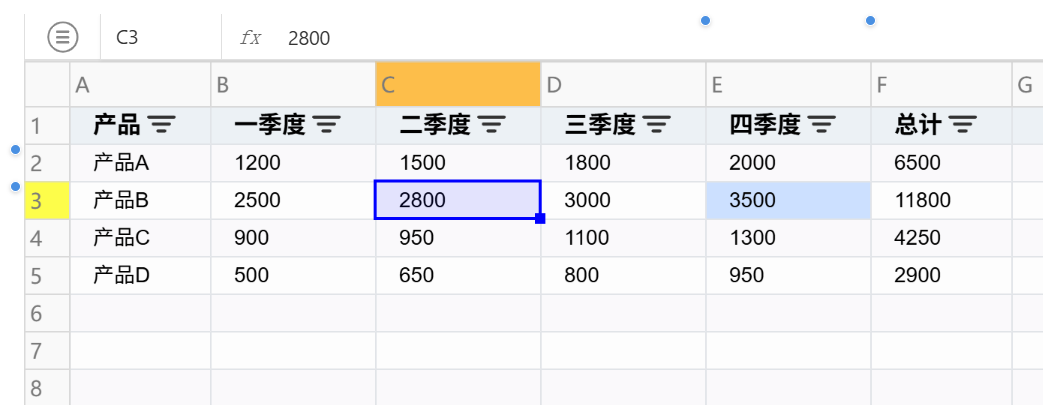 C3 fx 2800
A B C D E F G
1 产品 一季度 二季度 三季度 四季度 总计
2 产品A 1200 1500 1800 2000 6500
3 产品B 2500 2800 3000 3500 11800
4 产品C 900 950 1100 1300 4250
5 产品D 500 650 800 950 2900
6
7
8